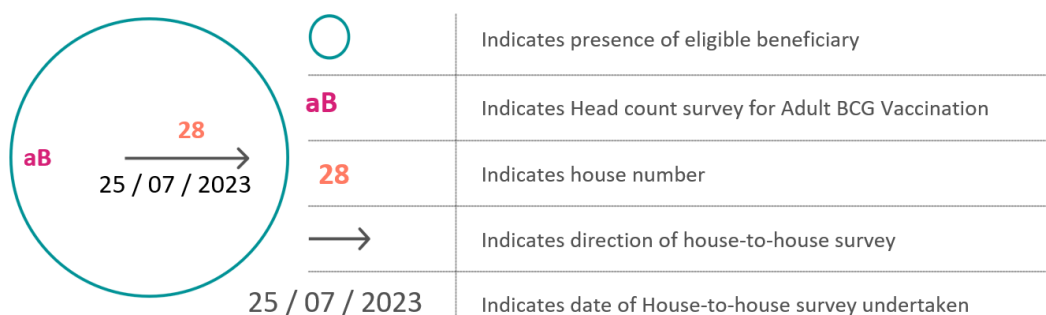 Indicates presence of eligible beneficiary
aB Indicates Head count survey for Adult BCG Vaccination
28
aB
25 / 07 / 2023
28 Indicates house number
Indicates direction of house-to-house survey
25 / 07 / 2023 Indicates date of House-to-house survey undertaken